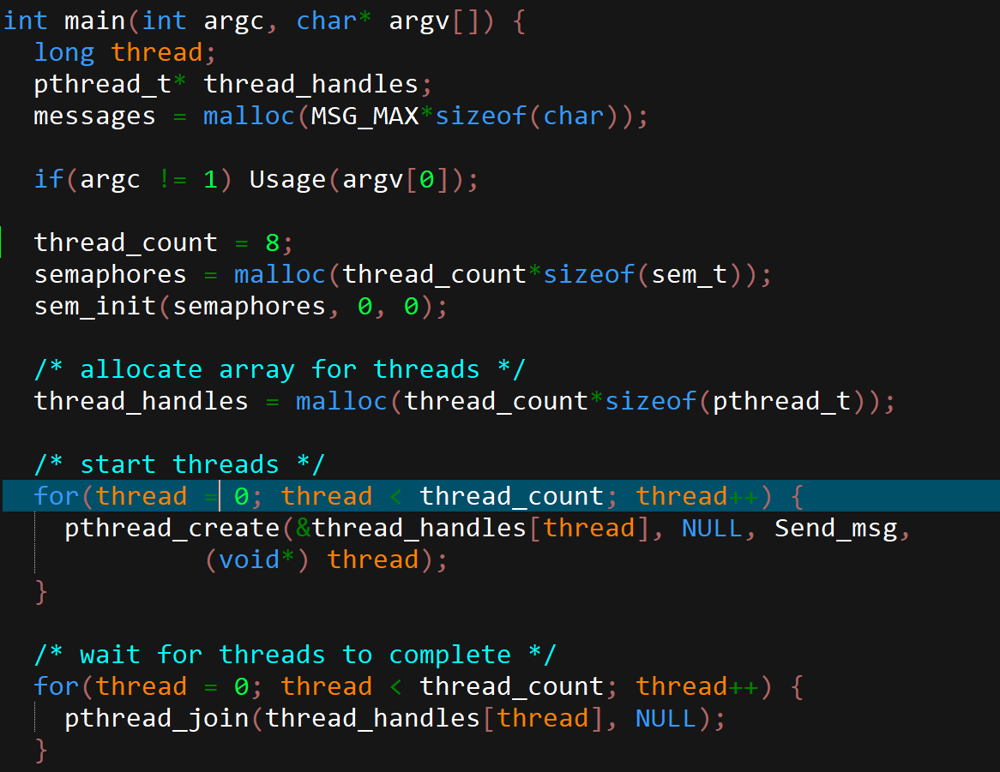 int main(int argc, char* argv[]) {
  long thread;
  pthread_t* thread_handles;
  messages = malloc(MSG_MAX*sizeof(char));

  if(argc != 1) Usage(argv[0]);

  thread_count = 8;
  semaphores = malloc(thread_count*sizeof(sem_t));
  sem_init(semaphores, 0, 0);

  /* allocate array for threads */
  thread_handles = malloc(thread_count*sizeof(pthread_t));

  /* start threads */
  for(thread = 0; thread < thread_count; thread++) {
    pthread_create(&thread_handles[thread], NULL, Send_msg,
             (void*) thread);
  }

  /* wait for threads to complete */
  for(thread = 0; thread < thread_count; thread++) {
    pthread_join(thread_handles[thread], NULL);
  }